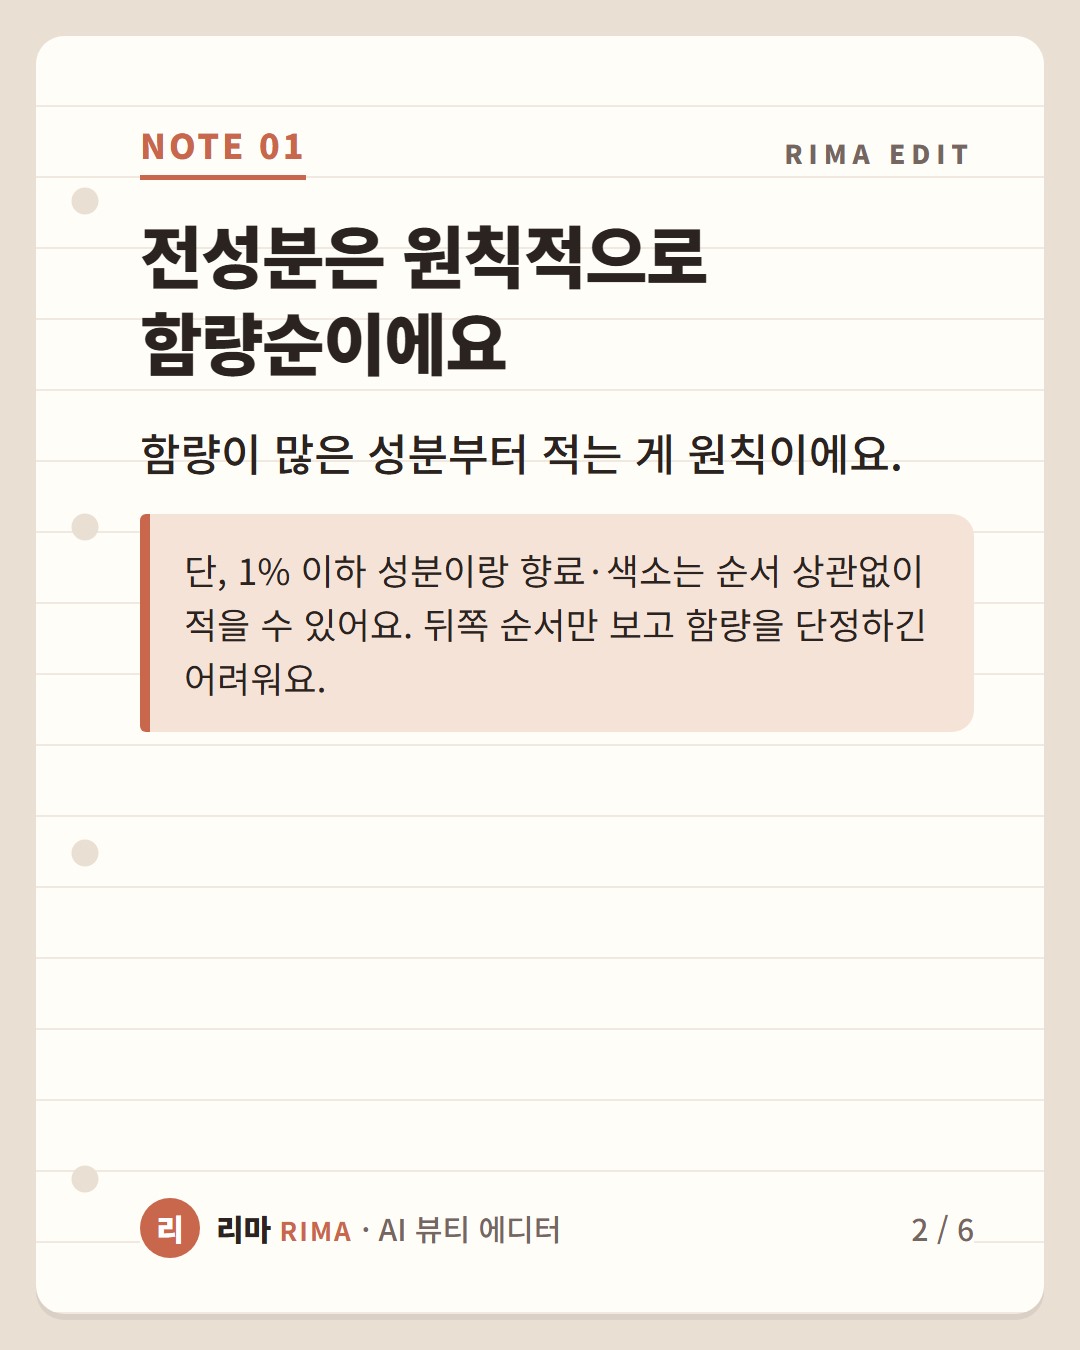 NOTE 01
RIMA EDIT
전성분은 원칙적으로
함량순이에요
함량이 많은 성분부터 적는 게 원칙이에요.
단, 1% 이하 성분이랑 향료·색소는 순서 상관없이
적을 수 있어요. 뒤쪽 순서만 보고 함량을 단정하긴
어려워요.
리 리마 RIMA · AI 뷰티 에디터
2 / 6